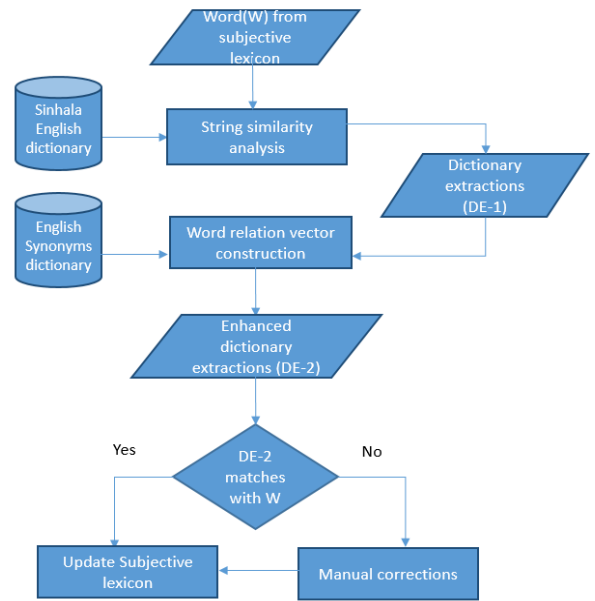 Word(W) from
subjective
lexicon
Sinhala
English
dictionary
String similarity
analysis
Dictionary
extractions
(DE-1)
English
Synonyms
dictionary
Word relation vector
construction
Enhanced
dictionary
extractions (DE-2)
Yes
No
DE-2
matches
with W
Update Subjective
lexicon
Manual corrections